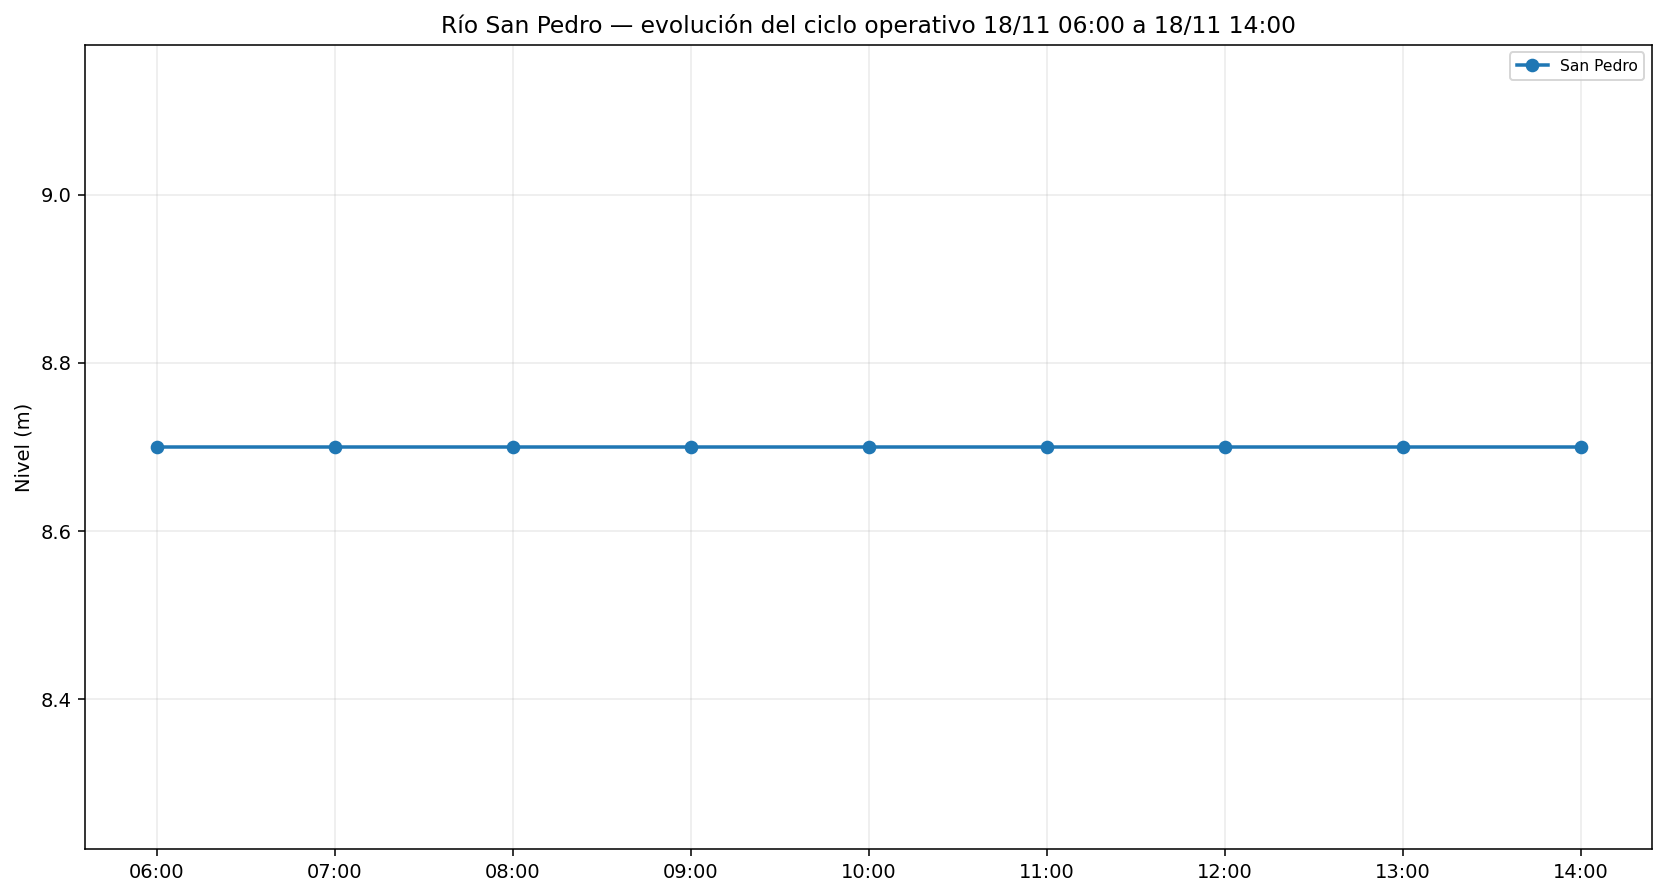 Río San Pedro — evolución del ciclo operativo 18/11 06:00 a 18/11 14:00
San Pedro
Nivel (m)
9.0
8.8
8.6
8.4
06:00 07:00 08:00 09:00 10:00 11:00 12:00 13:00 14:00